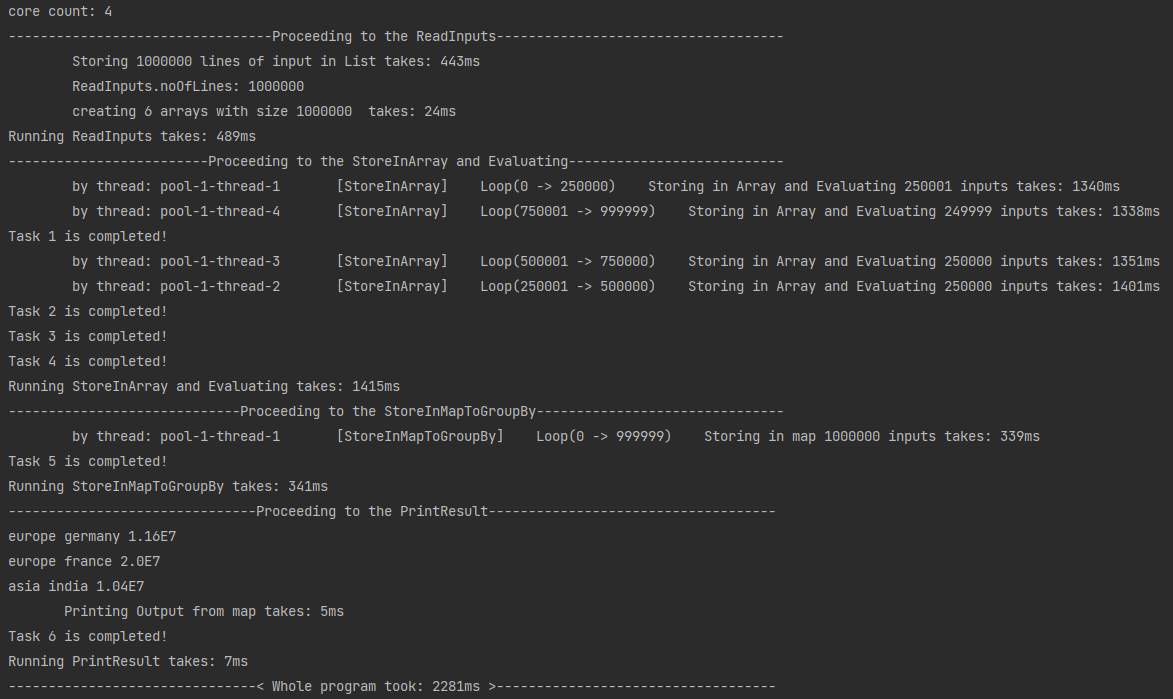 core count: 4
---------------------------------Proceeding to the ReadInputs------------------------------------
        Storing 1000000 lines of input in List takes: 443ms
        ReadInputs.noOfLines: 1000000
        creating 6 arrays with size 1000000  takes: 24ms
Running ReadInputs takes: 489ms
-------------------------Proceeding to the StoreInArray and Evaluating---------------------------
        by thread: pool-1-thread-1       [StoreInArray]    Loop(0 -> 250000)    Storing in Array and Evaluating 250001 inputs takes: 1340ms
        by thread: pool-1-thread-4       [StoreInArray]    Loop(750001 -> 999999)    Storing in Array and Evaluating 249999 inputs takes: 1338ms
Task 1 is completed!
        by thread: pool-1-thread-3       [StoreInArray]    Loop(500001 -> 750000)    Storing in Array and Evaluating 250000 inputs takes: 1351ms
        by thread: pool-1-thread-2       [StoreInArray]    Loop(250001 -> 500000)    Storing in Array and Evaluating 250000 inputs takes: 1401ms
Task 2 is completed!
Task 3 is completed!
Task 4 is completed!
Running StoreInArray and Evaluating takes: 1415ms
-----------------------------Proceeding to the StoreInMapToGroupBy-------------------------------
        by thread: pool-1-thread-1       [StoreInMapToGroupBy]    Loop(0 -> 999999)    Storing in map 1000000 inputs takes: 339ms
Task 5 is completed!
Running StoreInMapToGroupBy takes: 341ms
-------------------------------Proceeding to the PrintResult------------------------------------
europe germany 1.16E7
europe france 2.0E7
asia india 1.04E7
       Printing Output from map takes: 5ms
Task 6 is completed!
Running PrintResult takes: 7ms
-------------------------------< Whole program took: 2281ms >-----------------------------------